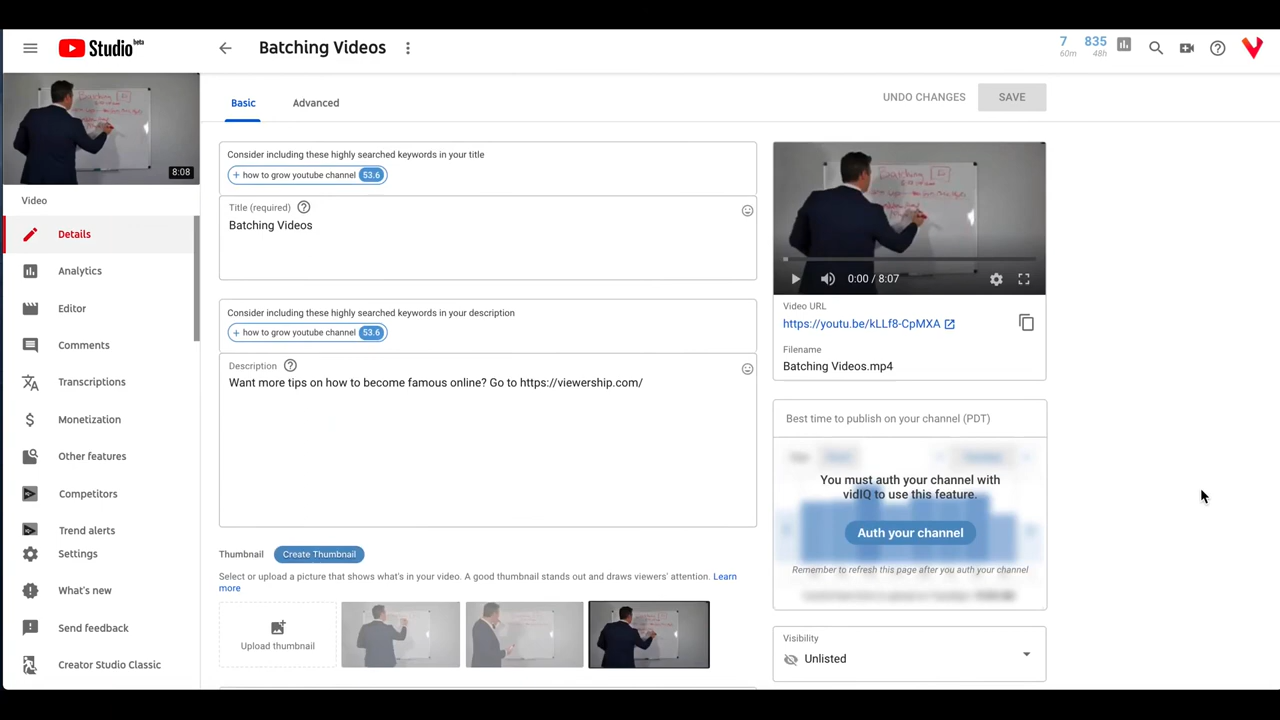 Studio beta
Batching Videos
7
60m
835
48h
8:08
Video
Details
Analytics
Editor
Comments
Transcriptions
Monetization
Other features
Competitors
Trend alerts
Settings
What's new
Send feedback
Creator Studio Classic
Basic
Advanced
UNDO CHANGES
SAVE
Consider including these highly searched keywords in your title
+ how to grow youtube channel 53.6
Title (required)
Batching Videos
Consider including these highly searched keywords in your description
+ how to grow youtube channel 53.6
Description
Want more tips on how to become famous online? Go to https://viewership.com/
Thumbnail
Create Thumbnail
Select or upload a picture that shows what's in your video. A good thumbnail stands out and draws viewers' attention. Learn
more
Upload thumbnail
Batching
0:00 / 8:07
Video URL
https://youtu.be/kLLf8-CpMXA
Filename
Batching Videos.mp4
Best time to publish on your channel (PDT)
You must auth your channel with
vidIQ to use this feature.
Auth your channel
Remember to refresh this page after you auth your channel
Visibility
Unlisted